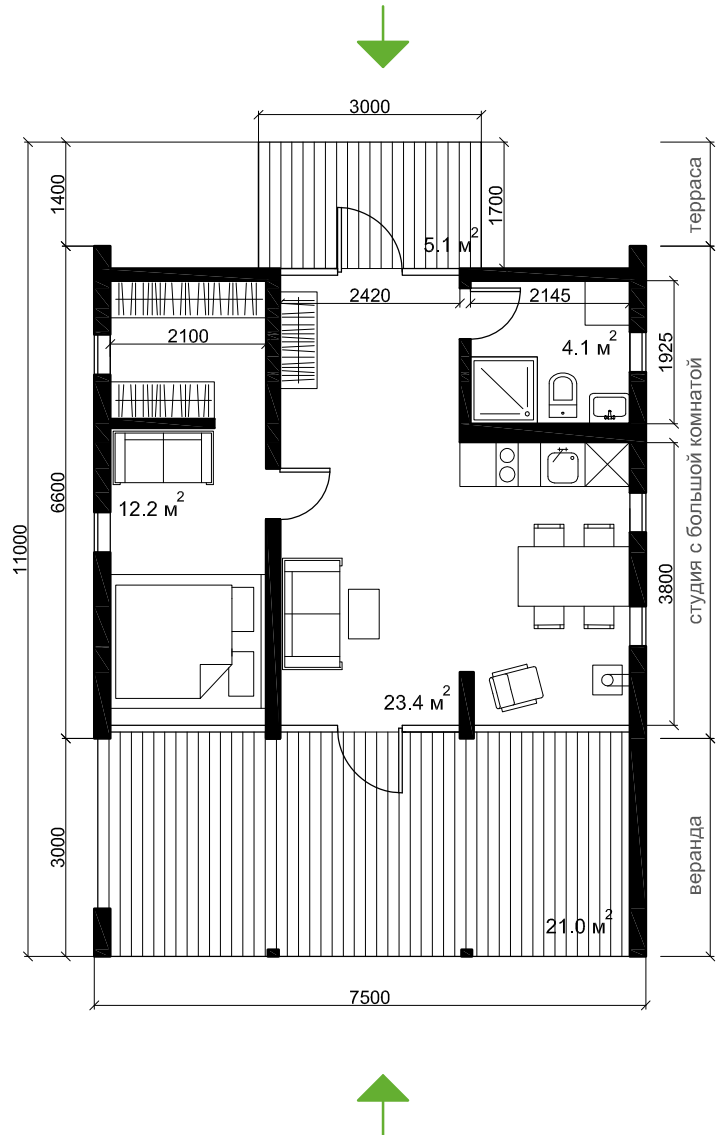 3000
1400
1700
терраса
5.1 м²
2420
2145
2100
4.1 м²
1925
11000
6600
12.2 м²
студия с большой комнатой
3800
23.4 м²
3000
веранда
21.0 м²
7500